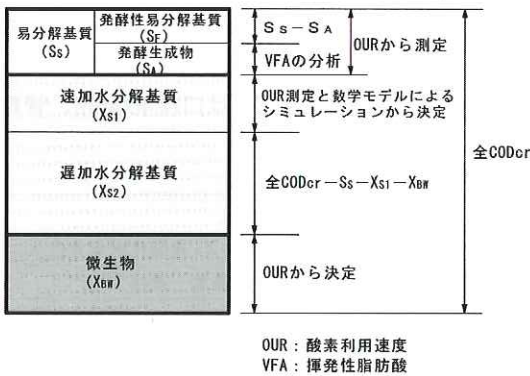 易分解基質
(Ss)
発酵性易分解基質
(SF)
発酵生成物
(SA)
速加水分解基質
(XS1)
遅加水分解基質
(XS2)
微生物
(XBW)
Ss－SA
VFAの分析
OURから測定
OUR測定と数学モデルによる
シミュレーションから決定
全CODcr－Ss－XS1－XBW
OURから決定
全CODcr
OUR：酸素利用速度
VFA：揮発性脂肪酸